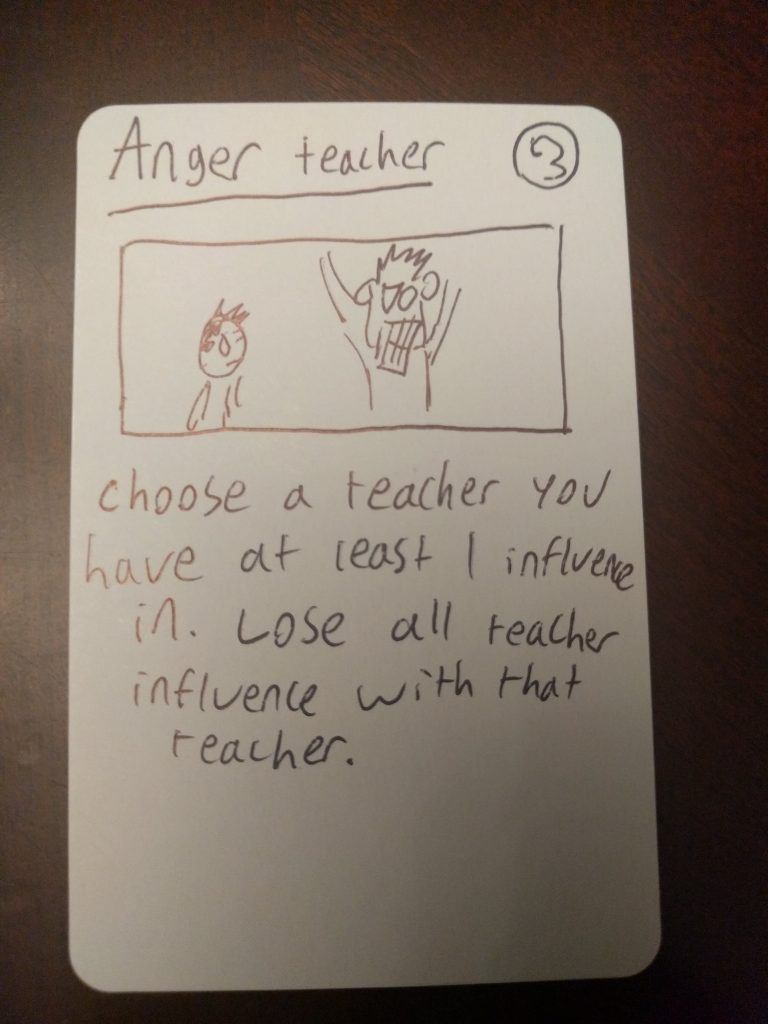 Anger teacher 3
choose a teacher you
have at least 1 influence
in. Lose all teacher
influence with that
teacher.